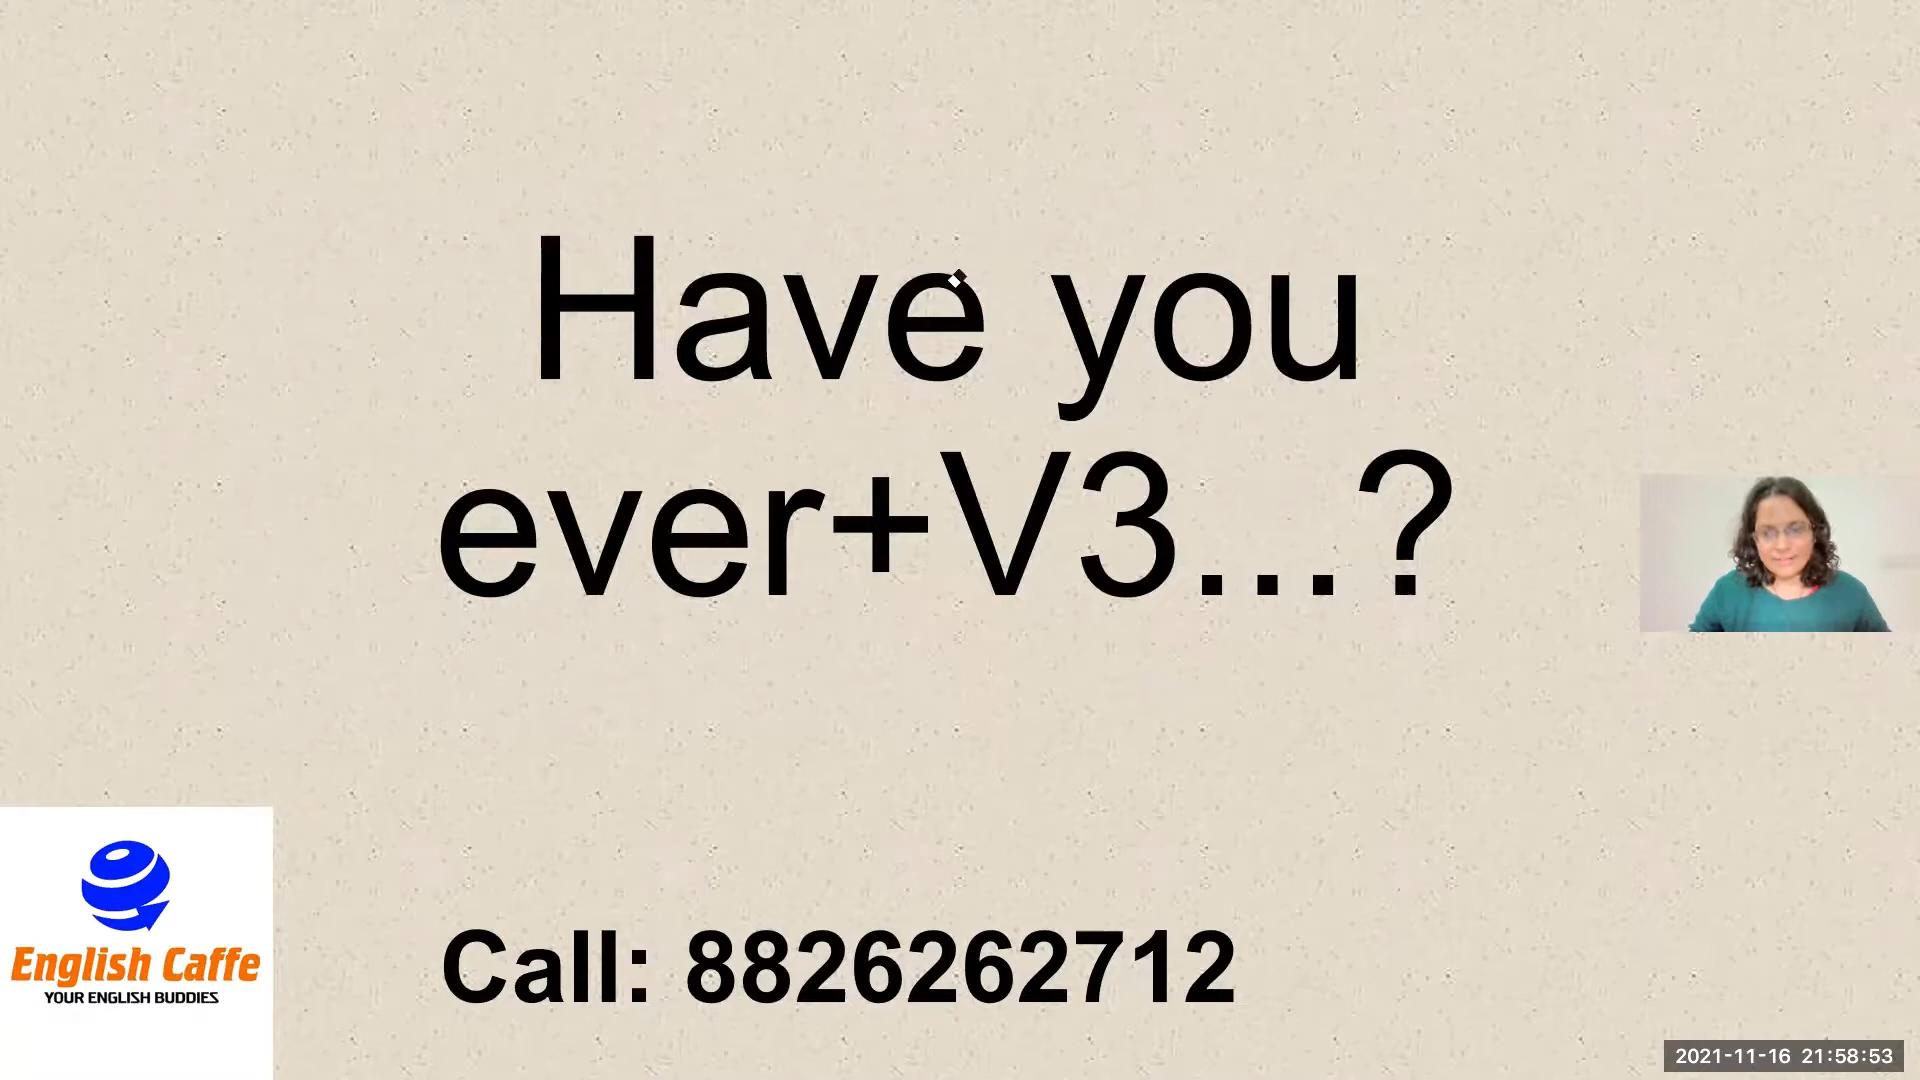 Have you
ever+V3...?
English Caffe
YOUR ENGLISH BUDDIES
Call: 8826262712
2021-11-16 21:58:53